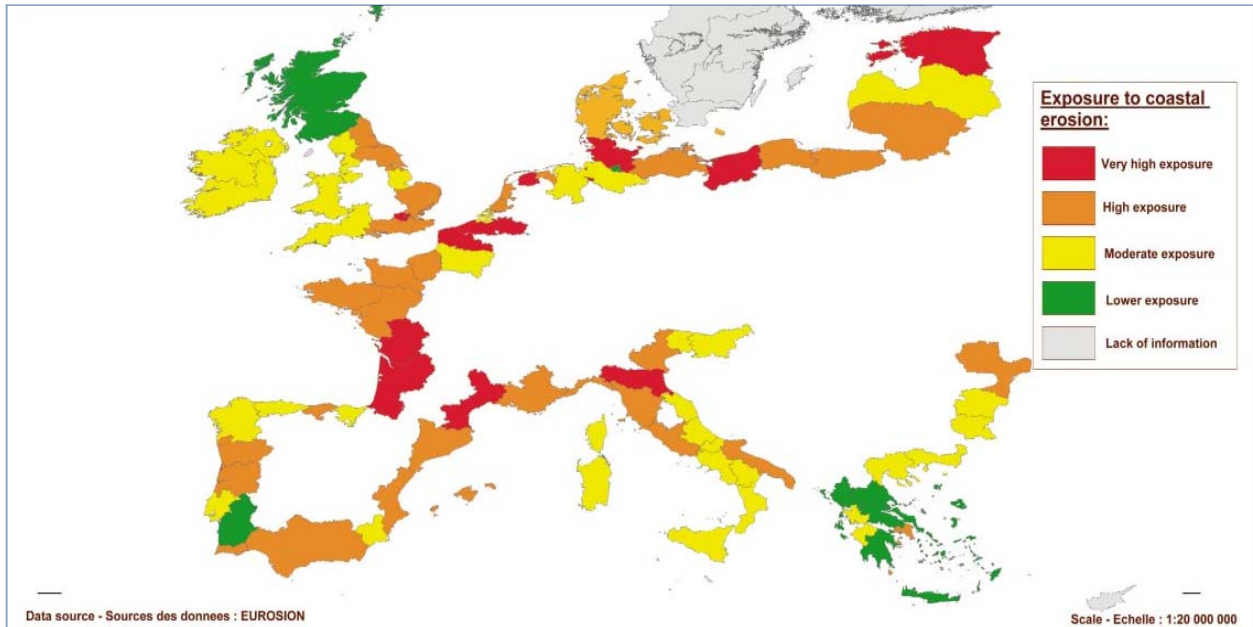 Exposure to coastal
erosion:
Very high exposure
High exposure
Moderate exposure
Lower exposure
Lack of information
Data source - Sources des donnees : EUROSION
Scale - Echelle : 1:20 000 000